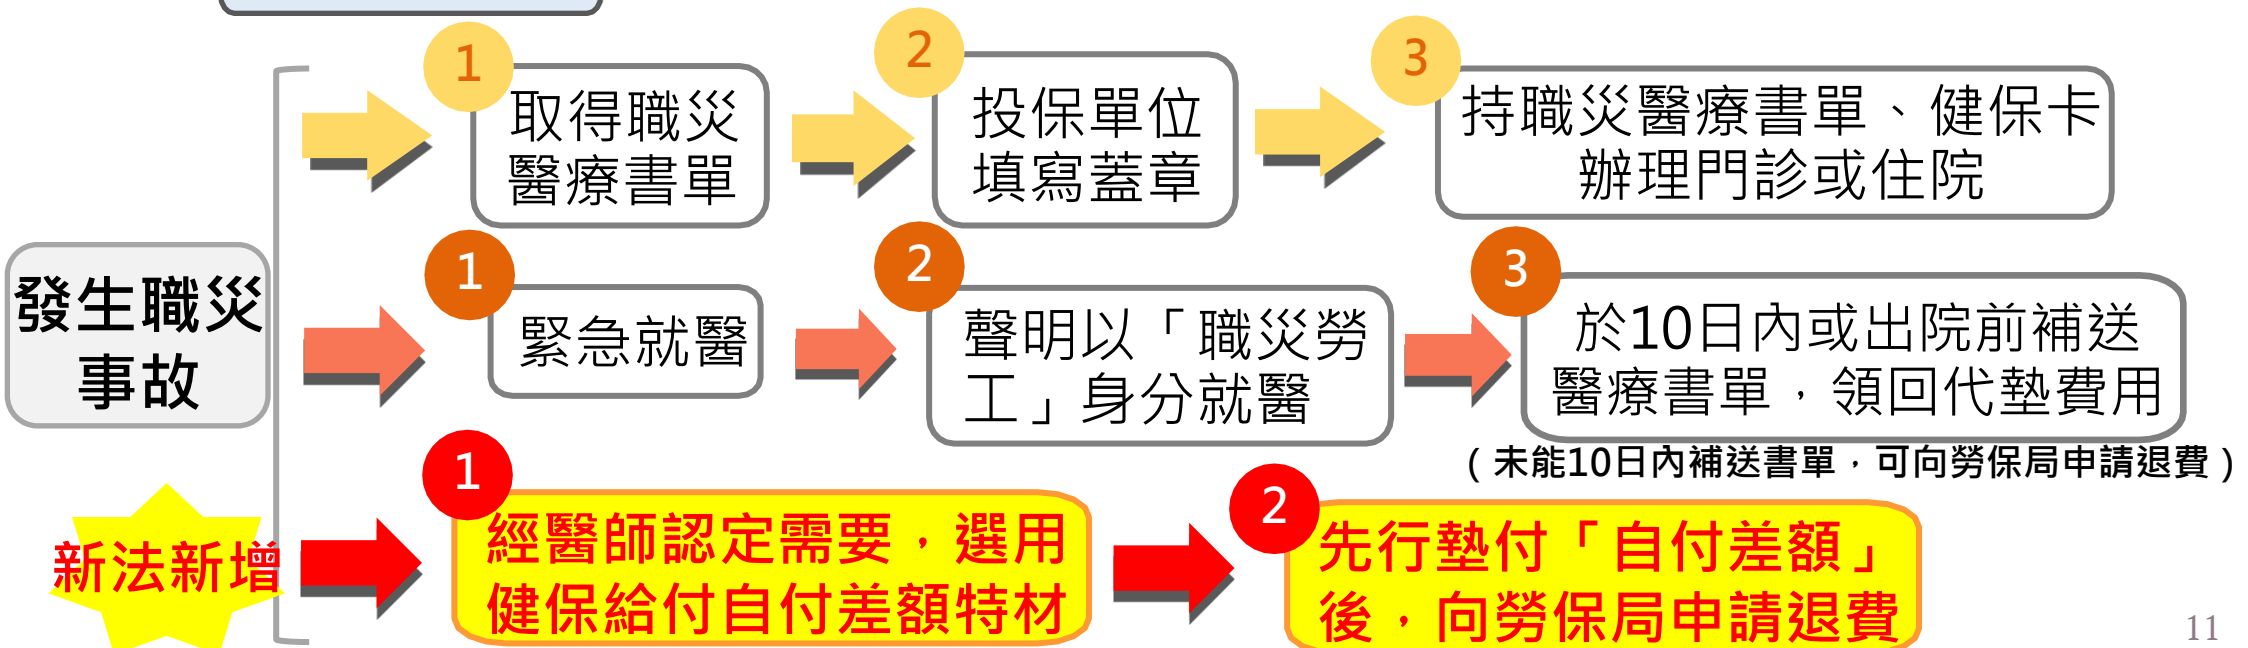 1
取得職災
醫療書單
2
投保單位
填寫蓋章
3
持職災醫療書單、健保卡
辦理門診或住院
發生職災
事故
1
緊急就醫
2
聲明以「職災勞
工」身分就醫
3
於10日內或出院前補送
醫療書單，領回代墊費用
（未能10日內補送書單，可向勞保局申請退費）
新法新增
1
經醫師認定需要，選用
健保給付自付差額特材
2
先行墊付「自付差額」
後，向勞保局申請退費
11